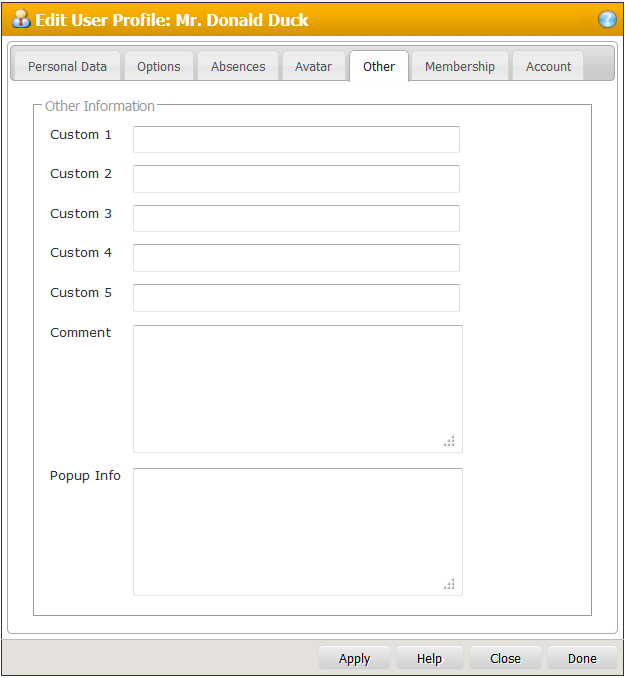 Edit User Profile: Mr. Donald Duck
Personal Data Options Absences Avatar Other Membership Account
Other Information
Custom 1
Custom 2
Custom 3
Custom 4
Custom 5
Comment
Popup Info
Apply Help Close Done